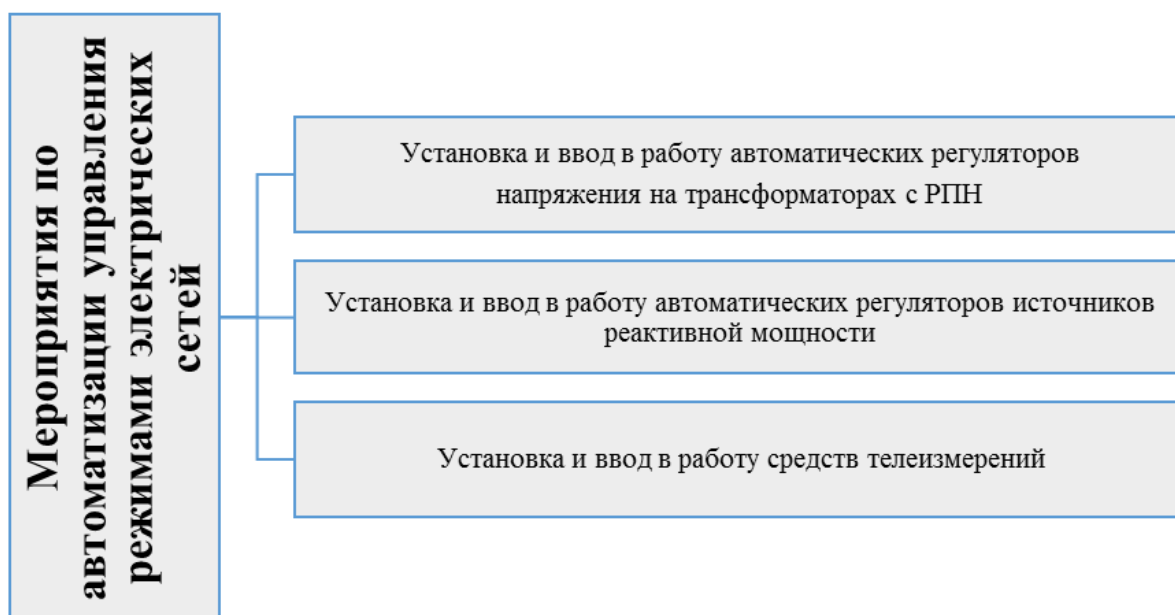 Мероприятия по
автоматизации управления
режимами электрических
сетей
Установка и ввод в работу автоматических регуляторов
напряжения на трансформаторах с РПН
Установка и ввод в работу автоматических регуляторов источников
реактивной мощности
Установка и ввод в работу средств телеизмерений